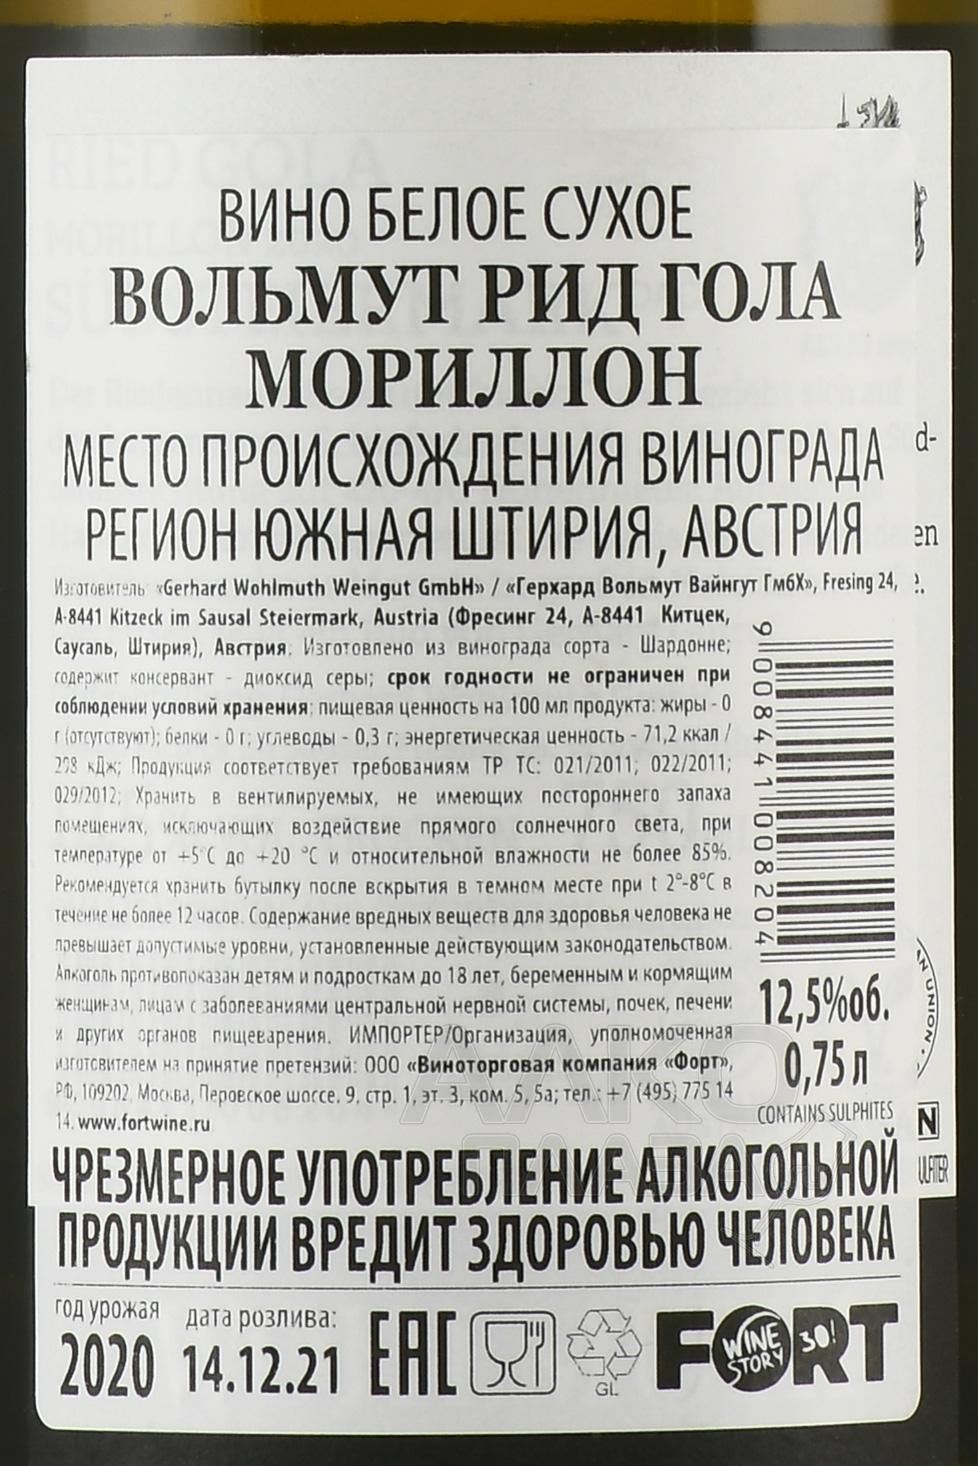 ВИНО БЕЛОЕ СУХОЕ
ВОЛЬМУТ РИД ГОЛА
МОРИЛЛОН
МЕСТО ПРОИСХОЖДЕНИЯ ВИНОГРАДА
РЕГИОН ЮЖНАЯ ШТИРИЯ, АВСТРИЯ
Изготовитель: «Gerhard Wohlmuth Weingut GmbH» / «Герхард Вольмут Вайнгут ГмбХ», Fresing 24,
A-8441 Kitzeck im Sausal Steiermark, Austria (Фресинг 24, А-8441 Китцек,
Саусаль, Штирия), Австрия. Изготовлено из винограда сорта - Шардонне;
содержит консервант - диоксид серы; срок годности не ограничен при
соблюдении условий хранения; пищевая ценность на 100 мл продукта: жиры - 0
г (отсутствуют); белки - 0 г; углеводы - 0,3 г; энергетическая ценность - 71,2 ккал /
298 кДж; Продукция соответствует требованиям ТР ТС: 021/2011; 022/2011;
029/2012; Хранить в вентилируемых, не имеющих постороннего запаха
помещениях, исключающих воздействие прямого солнечного света, при
температуре от +5°С до +20 °С и относительной влажности не более 85%.
Рекомендуется хранить бутылку после вскрытия в темном месте при t 2°-8°С в
течение не более 12 часов. Содержание вредных веществ для здоровья человека не
превышает допустимые уровни, установленные действующим законодательством.
Алкоголь противопоказан детям и подросткам до 18 лет, беременным и кормящим
женщинам, лицам с заболеваниями центральной нервной системы, почек, печени
и других органов пищеварения. ИМПОРТЕР/Организация, уполномоченная
изготовителем на принятие претензий: ООО «Виноторговая компания «Форт»,
РФ, 109202, Москва, Перовское шоссе, 9, стр. 1, эт. 3, ком. 5, 5а; тел.: +7 (495) 775 14
14. www.fortwine.ru
9 008441 008204
12,5%об.
0,75 л
CONTAINS SULPHITES
ЧРЕЗМЕРНОЕ УПОТРЕБЛЕНИЕ АЛКОГОЛЬНОЙ
ПРОДУКЦИИ ВРЕДИТ ЗДОРОВЬЮ ЧЕЛОВЕКА
год урожая
2020
дата розлива:
14.12.21
ЕАС
GL
FORT
WINE STORY 30!
RIED GOLA
d-
en
UNION
N